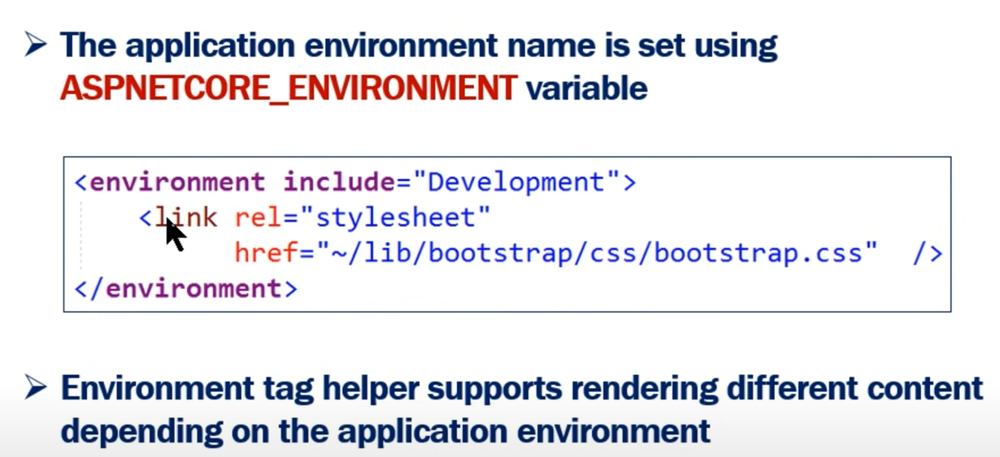 The application environment name is set using
ASPNETCORE_ENVIRONMENT variable
<environment include="Development">
<link rel="stylesheet"
href="~/lib/bootstrap/css/bootstrap.css" />
</environment>
Environment tag helper supports rendering different content
depending on the application environment